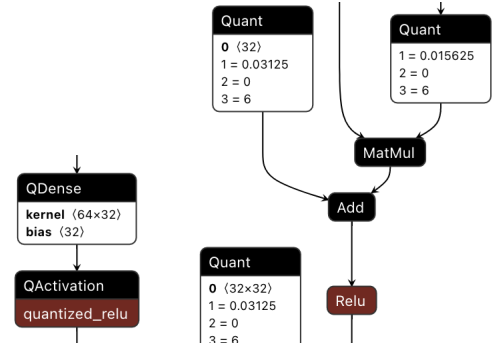 Quant
0 ⟨32⟩
1 = 0.03125
2 = 0
3 = 6
Quant
1 = 0.015625
2 = 0
3 = 6
MatMul
QDense
kernel ⟨64×32⟩
bias ⟨32⟩
Add
QActivation
quantized_relu
Quant
0 ⟨32×32⟩
1 = 0.03125
2 = 0
3 = 6
Relu